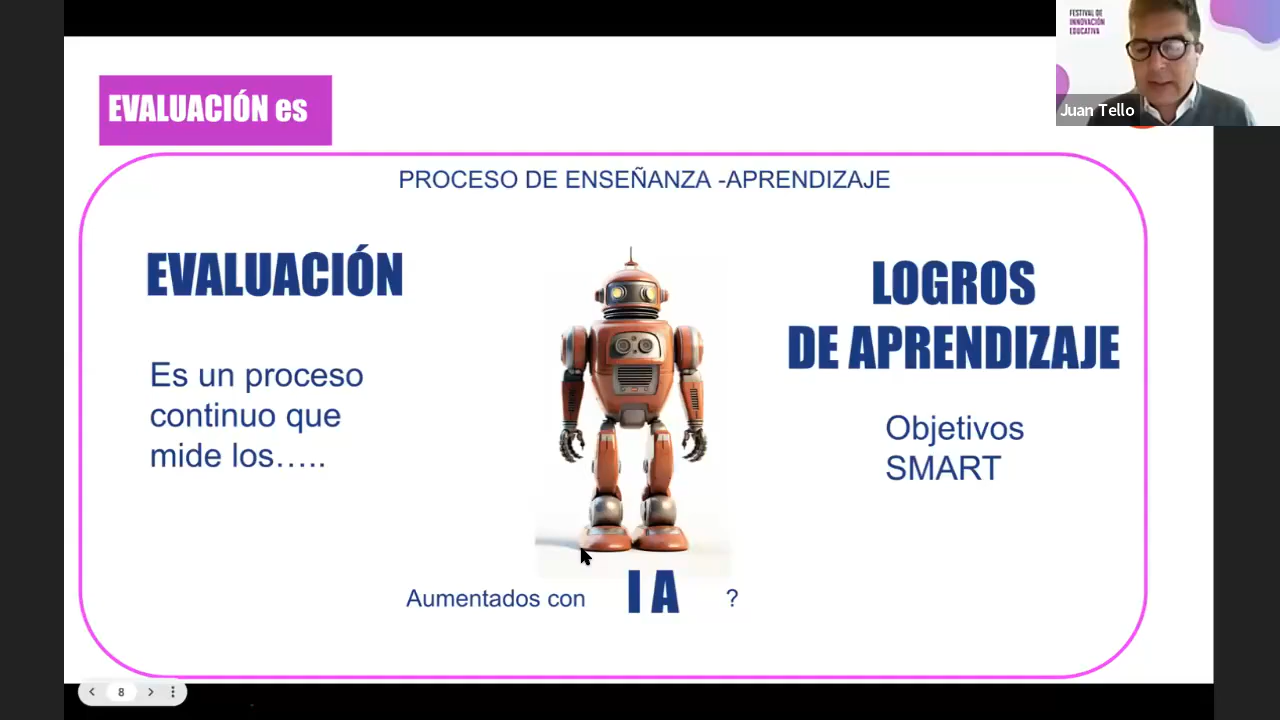 FESTIVAL DE
INNOVACIÓN
EDUCATIVA
Juan Tello
EVALUACIÓN es
PROCESO DE ENSEÑANZA -APRENDIZAJE
EVALUACIÓN
Es un proceso
continuo que
mide los…..
LOGROS
DE APRENDIZAJE
Objetivos
SMART
Aumentados con IA ?
8